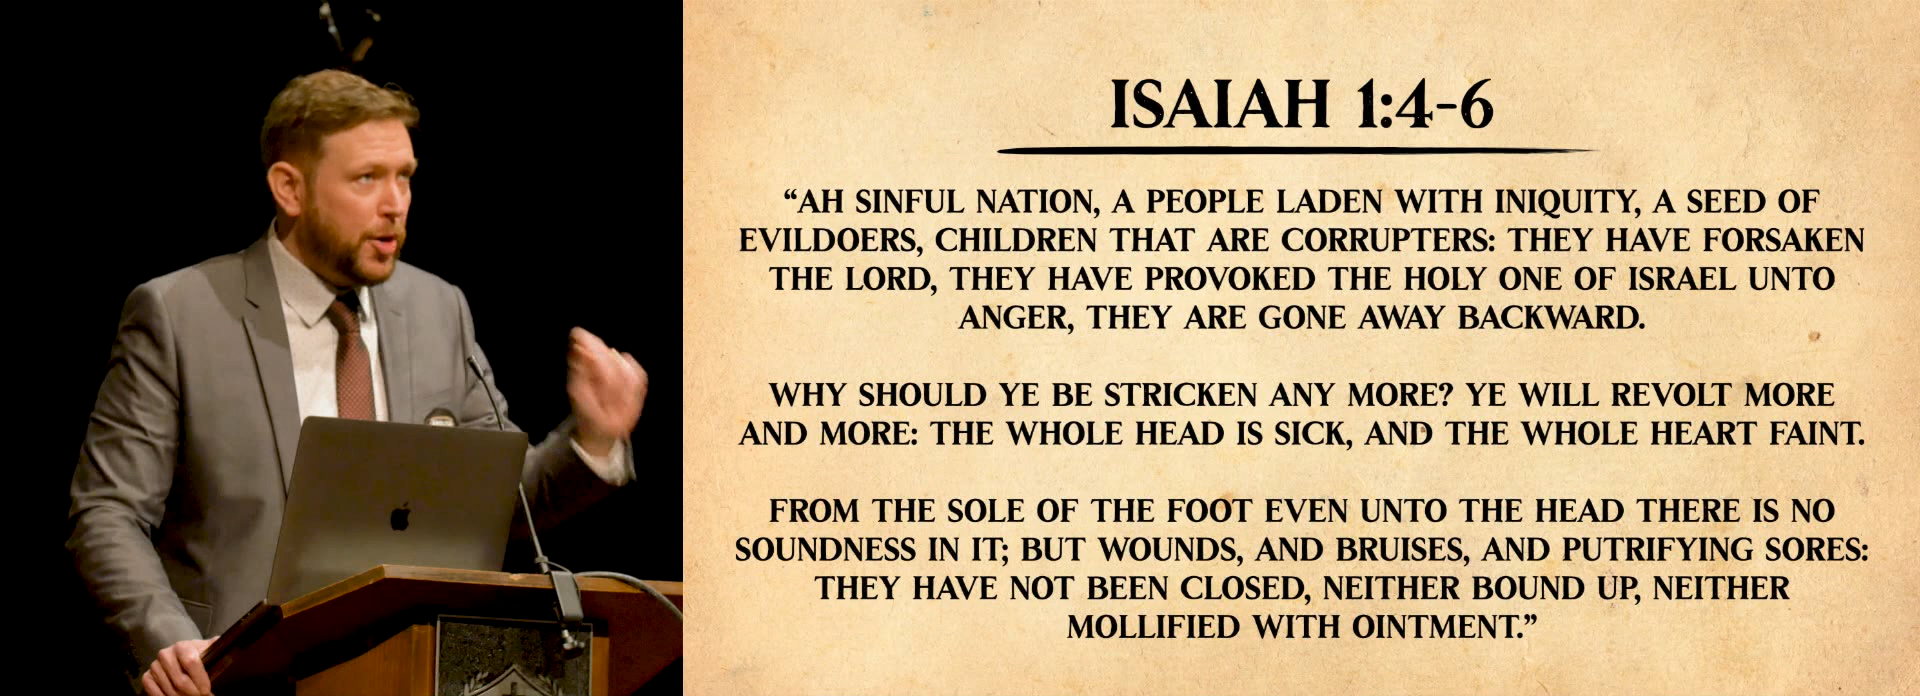 ISAIAH 1:4-6
“AH SINFUL NATION, A PEOPLE LADEN WITH INIQUITY, A SEED OF
EVILDOERS, CHILDREN THAT ARE CORRUPTERS: THEY HAVE FORSAKEN
THE LORD, THEY HAVE PROVOKED THE HOLY ONE OF ISRAEL UNTO
ANGER, THEY ARE GONE AWAY BACKWARD.
WHY SHOULD YE BE STRICKEN ANY MORE? YE WILL REVOLT MORE
AND MORE: THE WHOLE HEAD IS SICK, AND THE WHOLE HEART FAINT.
FROM THE SOLE OF THE FOOT EVEN UNTO THE HEAD THERE IS NO
SOUNDNESS IN IT; BUT WOUNDS, AND BRUISES, AND PUTRIFYING SORES:
THEY HAVE NOT BEEN CLOSED, NEITHER BOUND UP, NEITHER
MOLLIFIED WITH OINTMENT.”